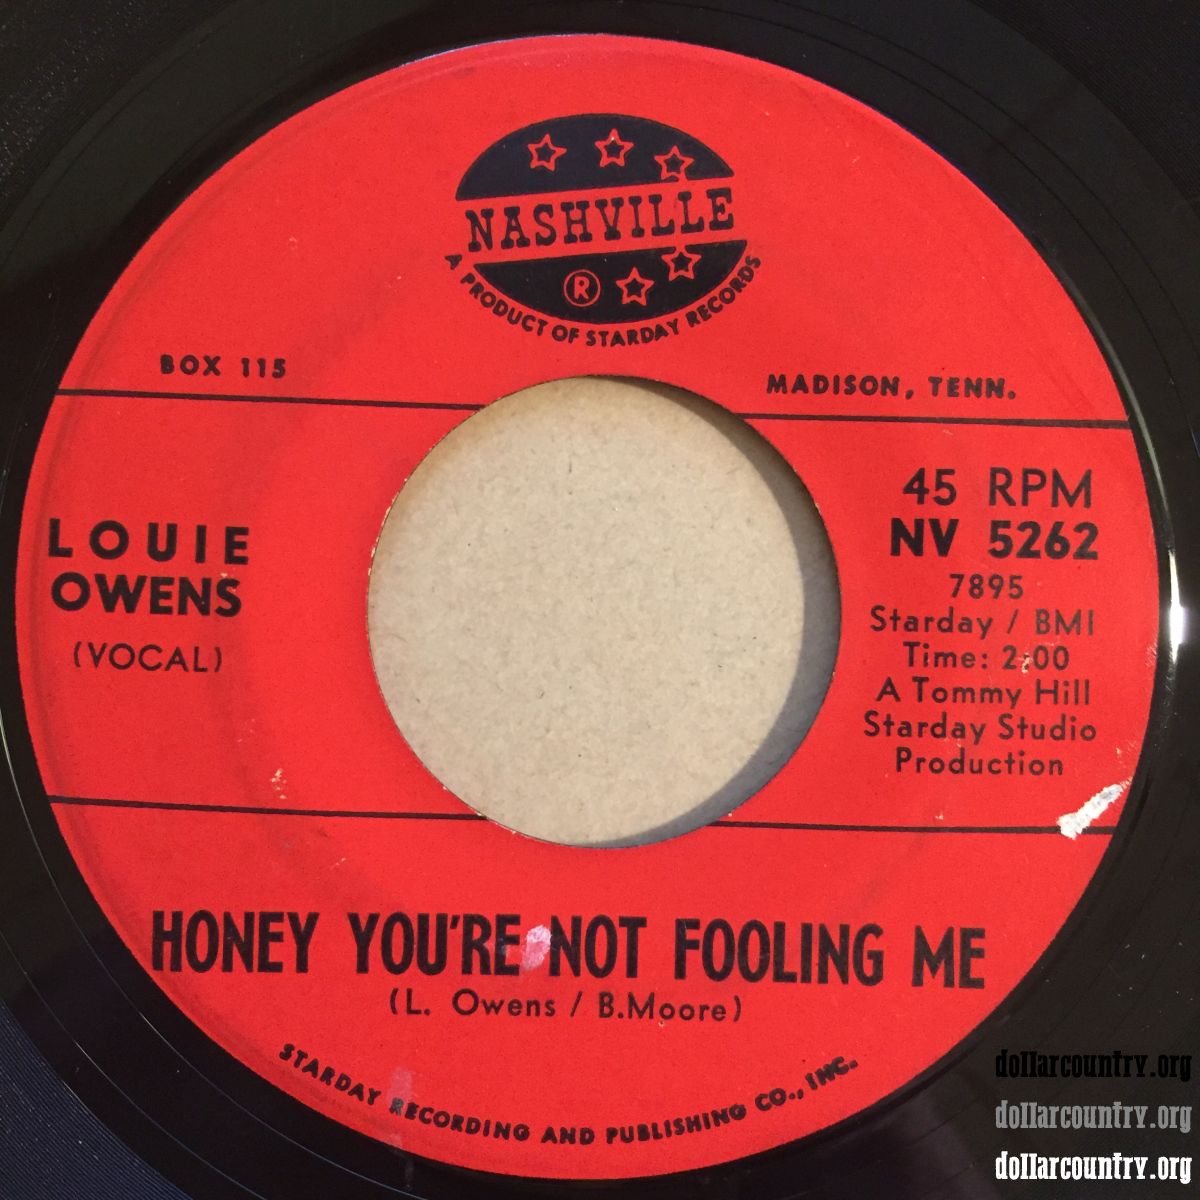 NASHVILLE
®
A PRODUCT OF STARDAY RECORDS
BOX 115
MADISON, TENN.
LOUIE
OWENS
(VOCAL)
45 RPM
NV 5262
7895
Starday / BMI
Time: 2:00
A Tommy Hill
Starday Studio
Production
HONEY YOU'RE NOT FOOLING ME
(L. Owens / B.Moore)
STARDAY RECORDING AND PUBLISHING CO., INC.
dollarcountry.org
dollarcountry.org
dollarcountry.org